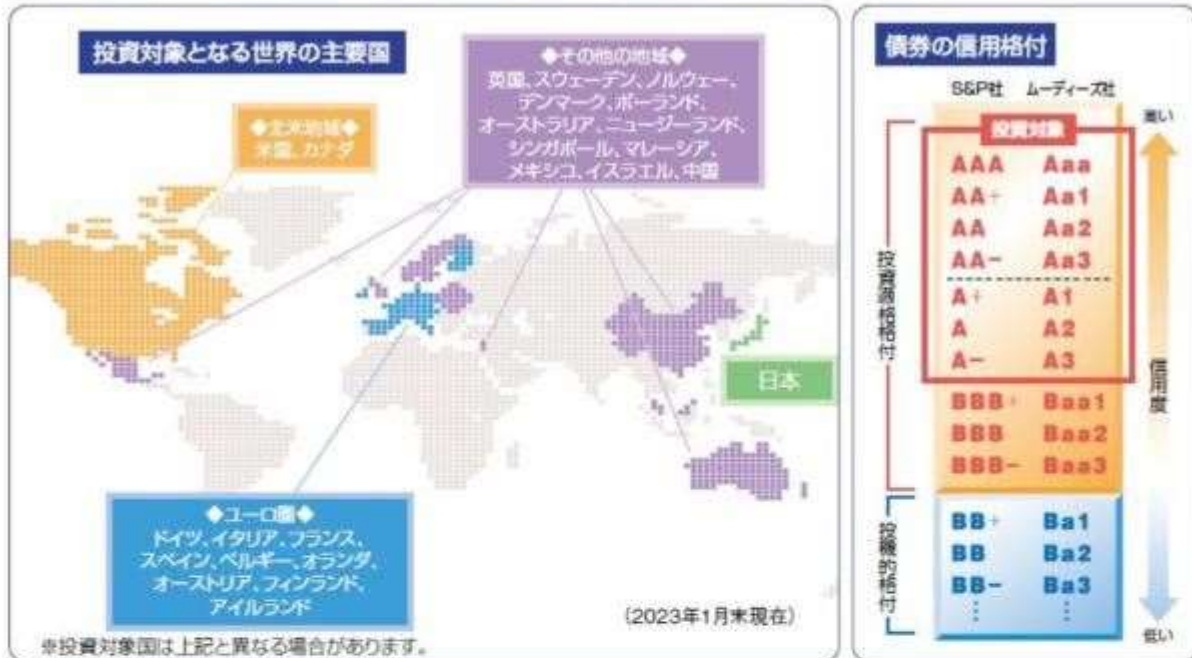 投資対象となる世界の主要国
◆北米地域◆
米国、カナダ
◆その他の地域◆
英国、スウェーデン、ノルウェー、
デンマーク、ポーランド、
オーストラリア、ニュージーランド、
シンガポール、マレーシア、
メキシコ、イスラエル、中国
日本
◆ユーロ圏◆
ドイツ、イタリア、フランス、
スペイン、ベルギー、オランダ、
オーストリア、フィンランド、
アイルランド
(2023年1月末現在)
※投資対象国は上記と異なる場合があります。
債券の信用格付
S&P社 ムーディーズ社
投資対象
AAA Aaa
AA+ Aa1
AA Aa2
AA- Aa3
A+ A1
A A2
A- A3
BBB+ Baa1
BBB Baa2
BBB- Baa3
BB+ Ba1
BB Ba2
BB- Ba3
⋮ ⋮
投資適格格付
投機的格付
高い
信用度
低い